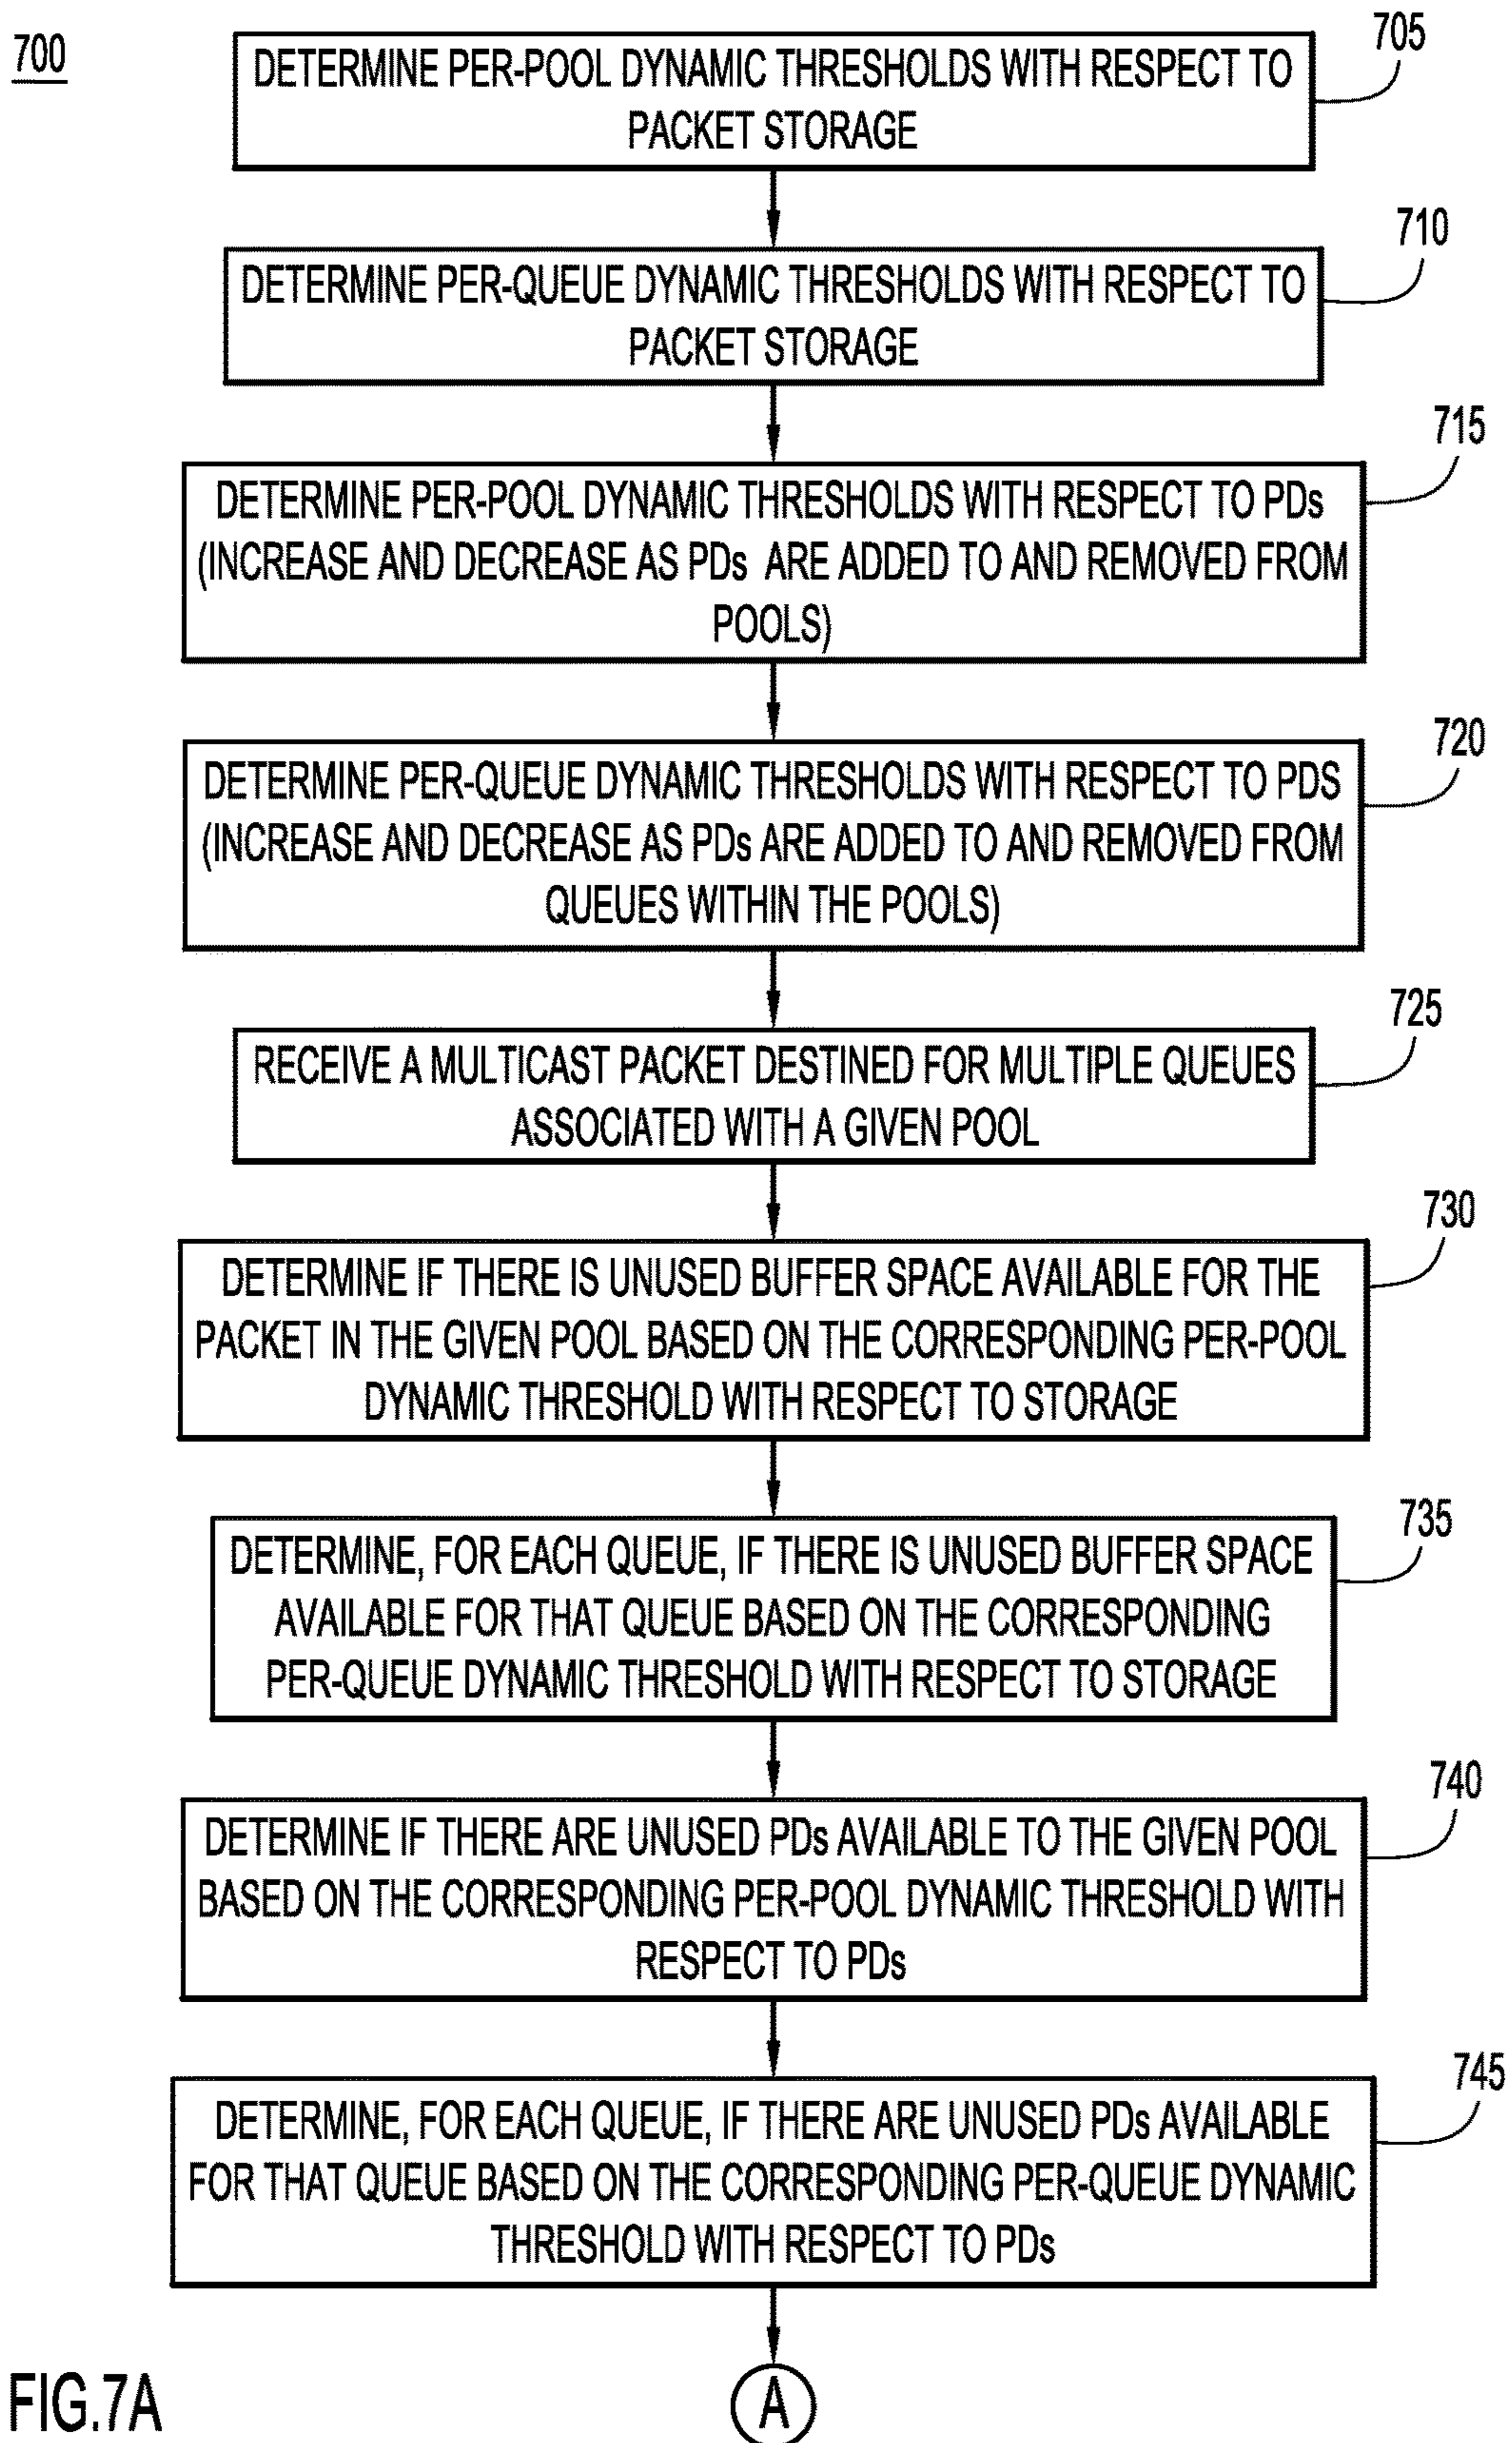 700
705
DETERMINE PER-POOL DYNAMIC THRESHOLDS WITH RESPECT TO
PACKET STORAGE
710
DETERMINE PER-QUEUE DYNAMIC THRESHOLDS WITH RESPECT TO
PACKET STORAGE
715
DETERMINE PER-POOL DYNAMIC THRESHOLDS WITH RESPECT TO PDs
(INCREASE AND DECREASE AS PDs ARE ADDED TO AND REMOVED FROM
POOLS)
720
DETERMINE PER-QUEUE DYNAMIC THRESHOLDS WITH RESPECT TO PDS
(INCREASE AND DECREASE AS PDs ARE ADDED TO AND REMOVED FROM
QUEUES WITHIN THE POOLS)
725
RECEIVE A MULTICAST PACKET DESTINED FOR MULTIPLE QUEUES
ASSOCIATED WITH A GIVEN POOL
730
DETERMINE IF THERE IS UNUSED BUFFER SPACE AVAILABLE FOR THE
PACKET IN THE GIVEN POOL BASED ON THE CORRESPONDING PER-POOL
DYNAMIC THRESHOLD WITH RESPECT TO STORAGE
735
DETERMINE, FOR EACH QUEUE, IF THERE IS UNUSED BUFFER SPACE
AVAILABLE FOR THAT QUEUE BASED ON THE CORRESPONDING
PER-QUEUE DYNAMIC THRESHOLD WITH RESPECT TO STORAGE
740
DETERMINE IF THERE ARE UNUSED PDs AVAILABLE TO THE GIVEN POOL
BASED ON THE CORRESPONDING PER-POOL DYNAMIC THRESHOLD WITH
RESPECT TO PDs
745
DETERMINE, FOR EACH QUEUE, IF THERE ARE UNUSED PDs AVAILABLE
FOR THAT QUEUE BASED ON THE CORRESPONDING PER-QUEUE DYNAMIC
THRESHOLD WITH RESPECT TO PDs
A
FIG.7A